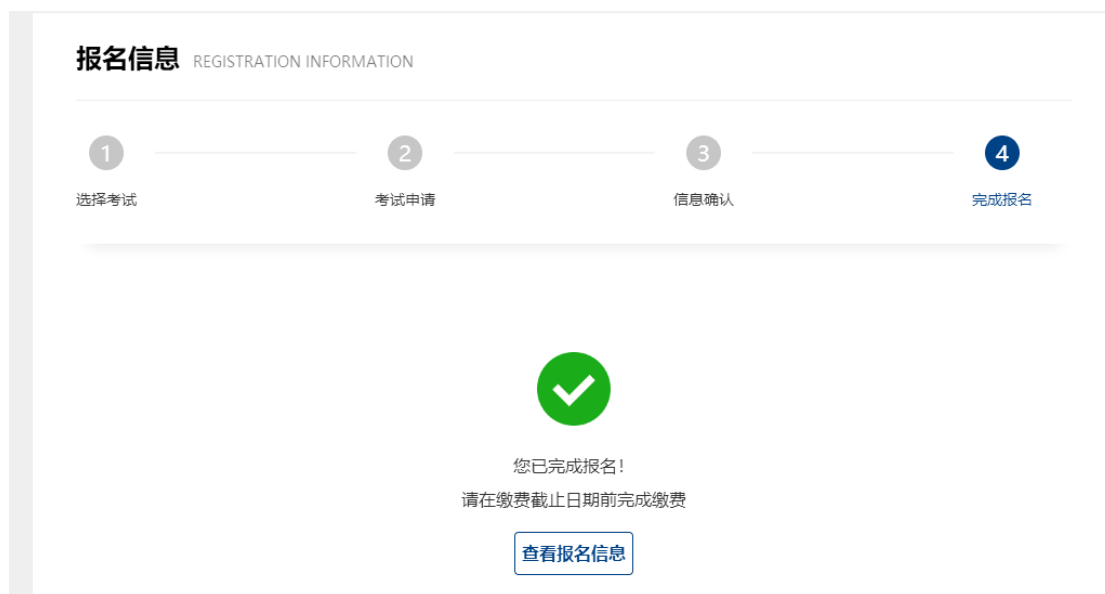 报名信息 REGISTRATION INFORMATION
1
2
3
4
选择考试
考试申请
信息确认
完成报名
您已完成报名！
请在缴费截止日期前完成缴费
查看报名信息